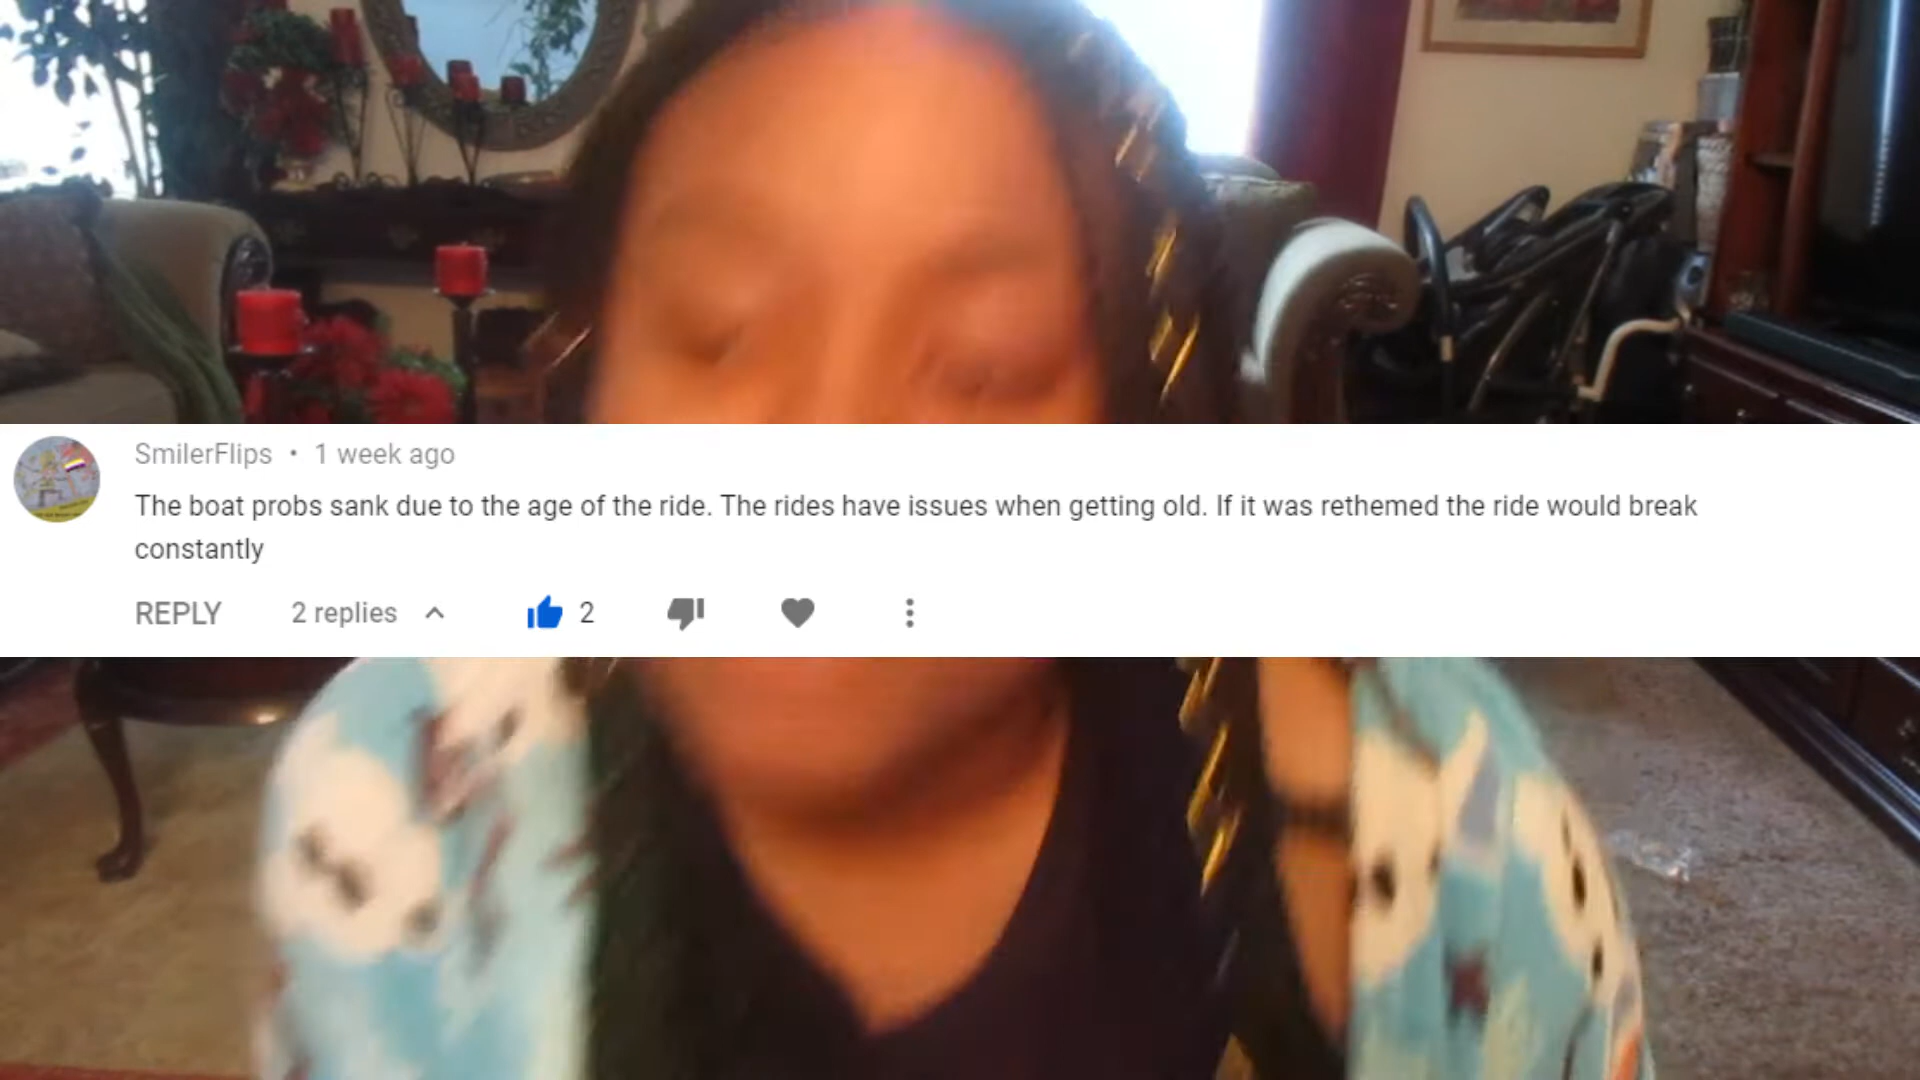 SmilerFlips • 1 week ago
The boat probs sank due to the age of the ride. The rides have issues when getting old. If it was rethemed the ride would break
constantly
REPLY 2 replies 2